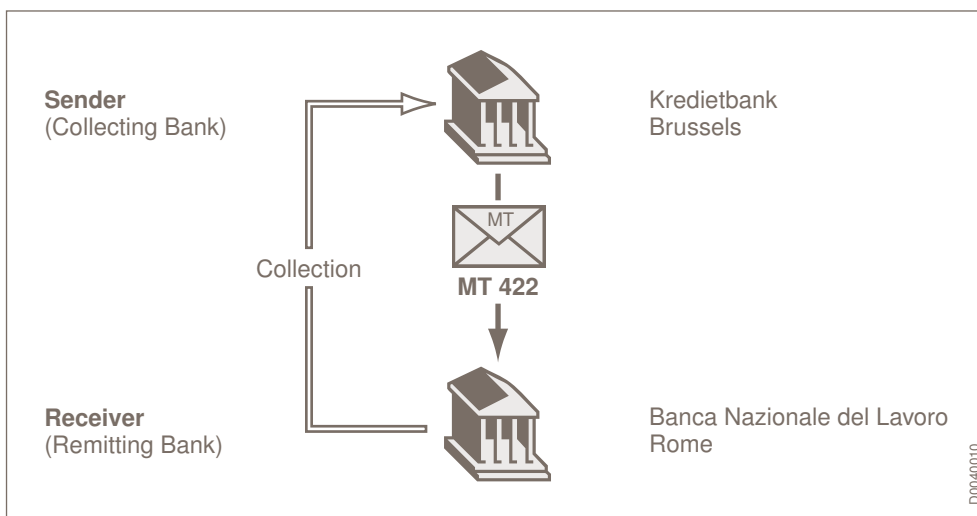 Sender
(Collecting Bank)
Kredietbank
Brussels
MT
Collection
MT 422
Receiver
(Remitting Bank)
Banca Nazionale del Lavoro
Rome
D0040010